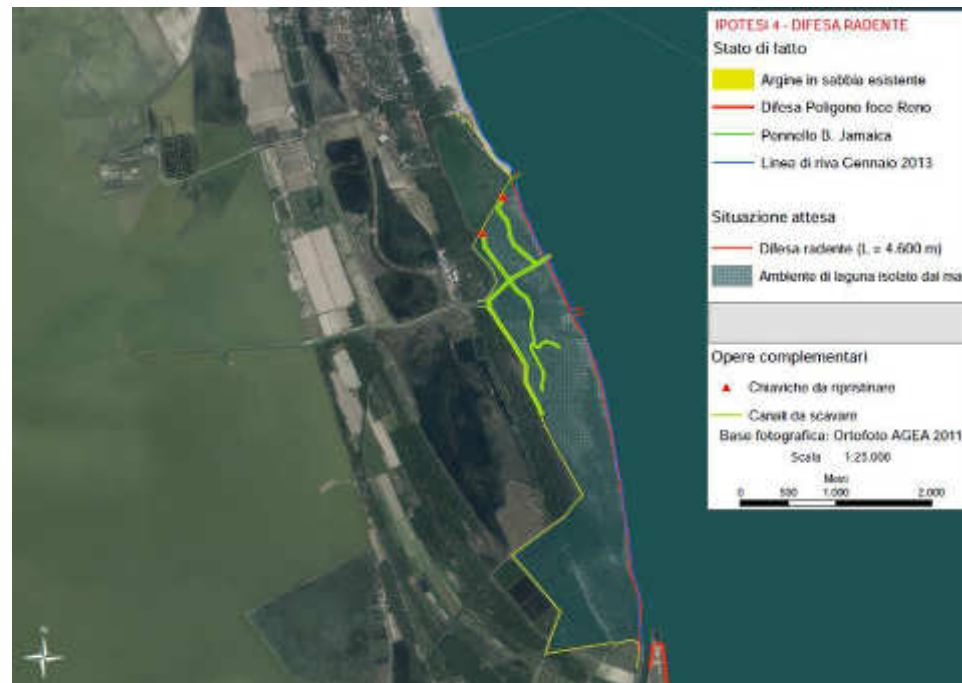 IPOTESI 4 - DIFESA RADENTE
Stato di fatto
Argine in sabbia esistente
Difesa Poligono foce Reno
Pennello B. Jamaica
Linea di riva Gennaio 2013
Situazione attesa
Difesa radente (L = 4.600 m)
Ambiente di laguna isolato dal ma
Opere complementari
Chiaviche da ripristinare
Canali da scavare
Base fotografica: Ortofoto AGEA 2011
Scala 1:25.000
Metri
0 500 1.000 2.000